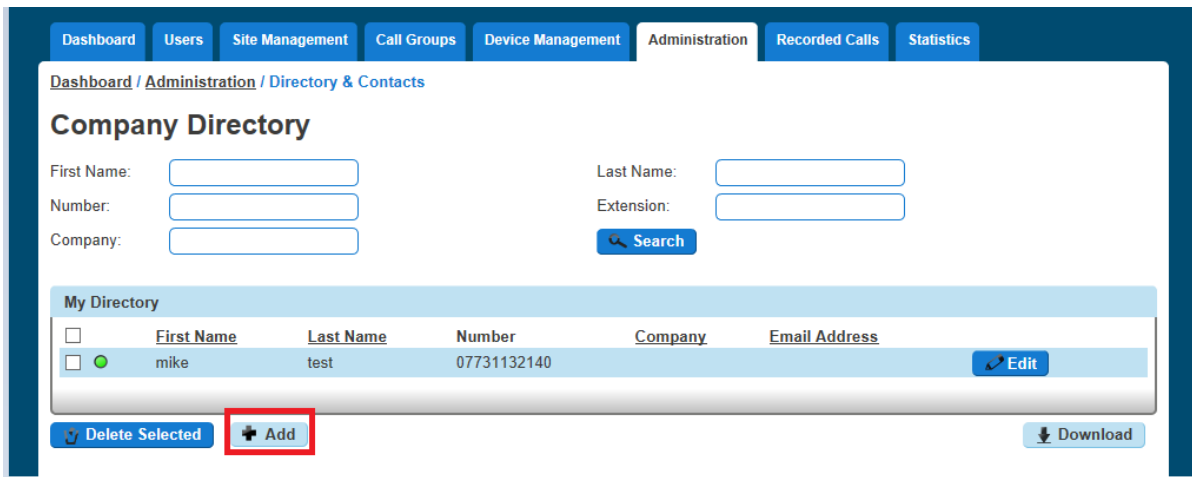 Dashboard Users Site Management Call Groups Device Management Administration Recorded Calls Statistics
Dashboard / Administration / Directory & Contacts
Company Directory
First Name: Last Name:
Number: Extension:
Company: Search
My Directory
First Name Last Name Number Company Email Address
mike test 07731132140 Edit
Delete Selected Add Download